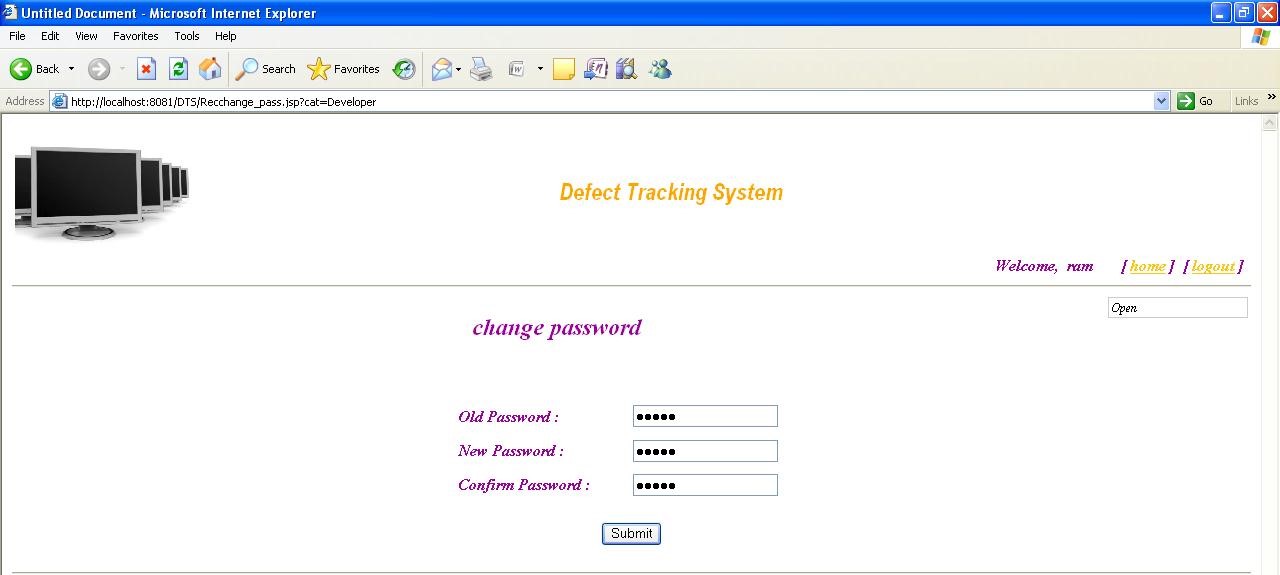 Untitled Document - Microsoft Internet Explorer
File Edit View Favorites Tools Help
Back Search Favorites
Address http://localhost:8081/DTS/Recchange_pass.jsp?cat=Developer Go Links »
Defect Tracking System
Welcome, ram [ home ] [ logout ]
Open
change password
Old Password : •••••
New Password : •••••
Confirm Password : •••••
Submit